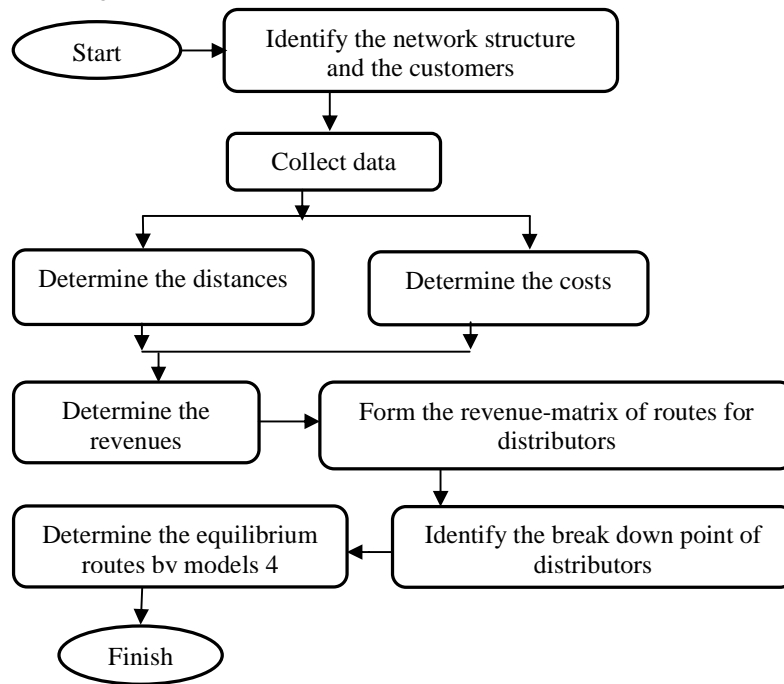 Start
Identify the network structure
and the customers
Collect data
Determine the distances
Determine the costs
Determine the
revenues
Form the revenue-matrix of routes for
distributors
Identify the break down point of
distributors
Determine the equilibrium
routes by models 4
Finish